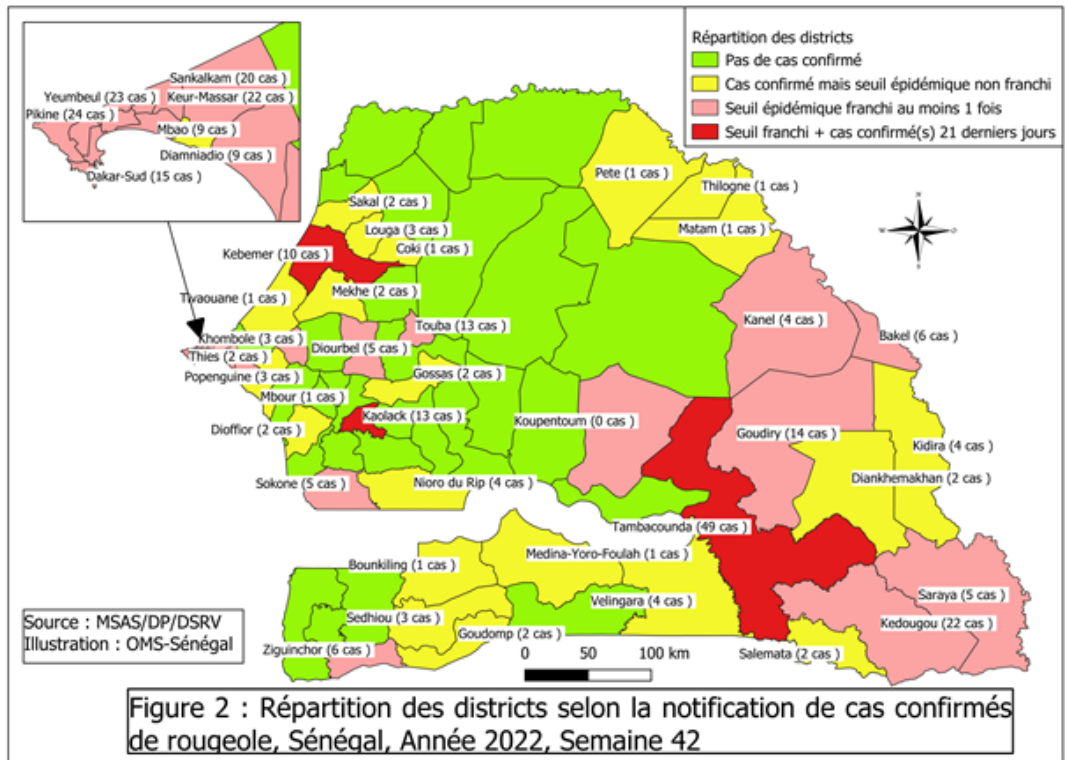 Répartition des districts
Pas de cas confirmé
Cas confirmé mais seuil épidémique non franchi
Seuil épidémique franchi au moins 1 fois
Seuil franchi + cas confirmé(s) 21 derniers jours
Sankalkam (20 cas )
Yeumbeul (23 cas )
Keur-Massar (22 cas )
Pikine (24 cas )
Mbao (9 cas )
Diamniadio (9 cas )
Dakar-Sud (15 cas )
N
W
O
S
Pete (1 cas )
Thilogne (1 cas )
Sakal (2 cas )
Louga (3 cas )
Matam (1 cas )
Coki (1 cas )
Kebemer (10 cas )
Mekhe (2 cas )
Tivaouane (1 cas )
Kanel (4 cas )
Touba (13 cas )
Bakel (6 cas )
Khombole (3 cas )
Diourbel (5 cas )
Thies (2 cas )
Popenguine (3 cas )
Gossas (2 cas )
Mbour (1 cas )
Kaolack (13 cas )
Koupentoum (0 cas )
Dioffior (2 cas )
Goudiry (14 cas )
Kidira (4 cas )
Diankhemakhan (2 cas )
Sokone (5 cas )
Nioro du Rip (4 cas )
Tambacounda (49 cas )
Medina-Yoro-Foulah (1 cas )
Bounkiling (1 cas )
Velingara (4 cas )
Saraya (5 cas )
Sedhiou (3 cas )
Kedougou (22 cas )
Goudomp (2 cas )
Ziguinchor (6 cas )
Salemata (2 cas )
0 50 100 km
Source : MSAS/DP/DSRV
Illustration : OMS-Sénégal
Figure 2 : Répartition des districts selon la notification de cas confirmés
de rougeole, Sénégal, Année 2022, Semaine 42